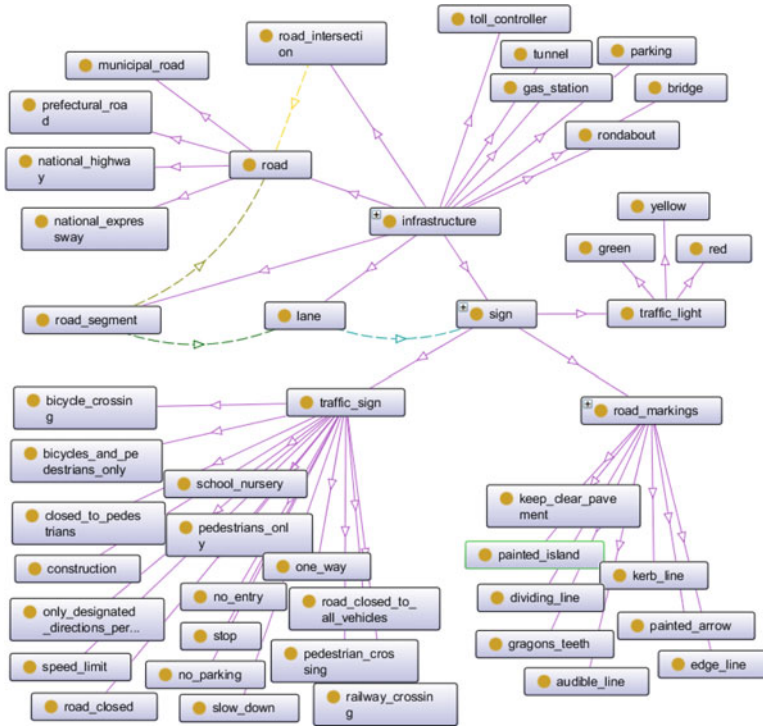 toll_controller
road_intersecti
on
tunnel
parking
municipal_road
gas_station
bridge
prefectural_roa
d
rondabout
national_highwa
y
road
yellow
national_expres
sway
infrastructure
green
red
road_segment
lane
sign
traffic_light
bicycle_crossin
g
traffic_sign
road_markings
bicycles_and_pe
destrians_only
school_nursery
keep_clear_pave
ment
closed_to_pedes
trians
pedestrians_onl
y
painted_island
construction
one_way
kerb_line
only_designated
_directions_per...
no_entry
road_closed_to_
all_vehicles
dividing_line
stop
painted_arrow
speed_limit
no_parking
pedestrian_cro
ssing
gragons_teeth
edge_line
road_closed
slow_down
railway_crossin
g
audible_line